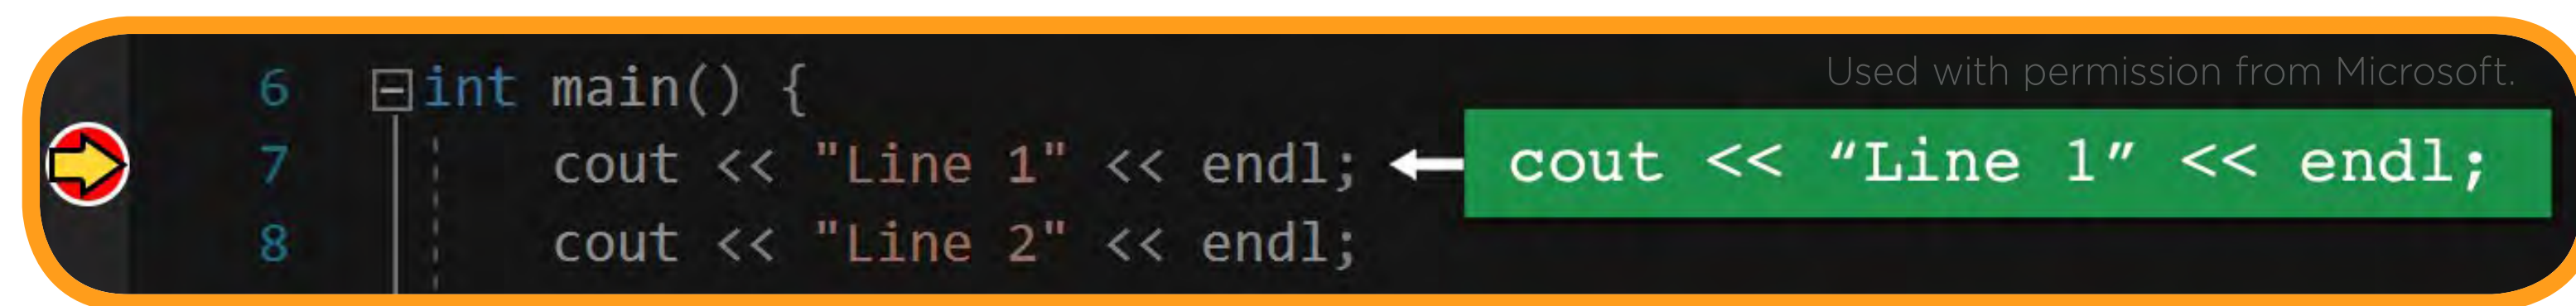 Used with permission from Microsoft.
6 int main() {
7 cout << "Line 1" << endl;
cout << “Line 1” << endl;
8 cout << "Line 2" << endl;